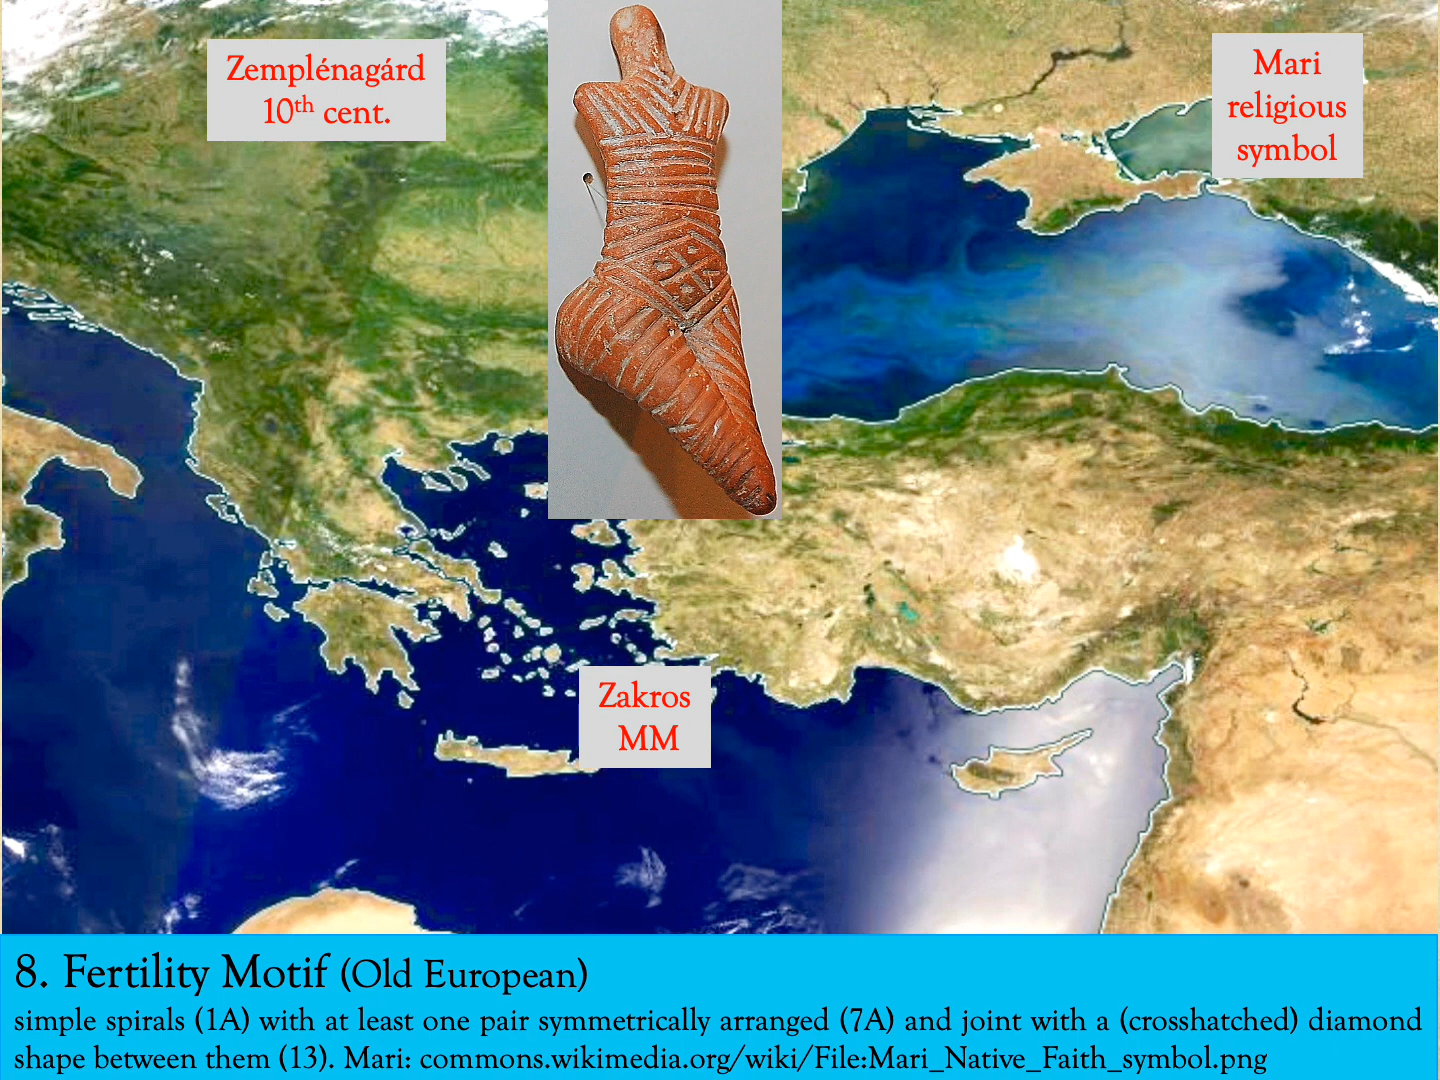 Zemplénagárd
10th cent.
Mari
religious
symbol
Zakros
MM
8. Fertility Motif (Old European)
simple spirals (1A) with at least one pair symmetrically arranged (7A) and joint with a (crosshatched) diamond
shape between them (13). Mari: commons.wikimedia.org/wiki/File:Mari_Native_Faith_symbol.png